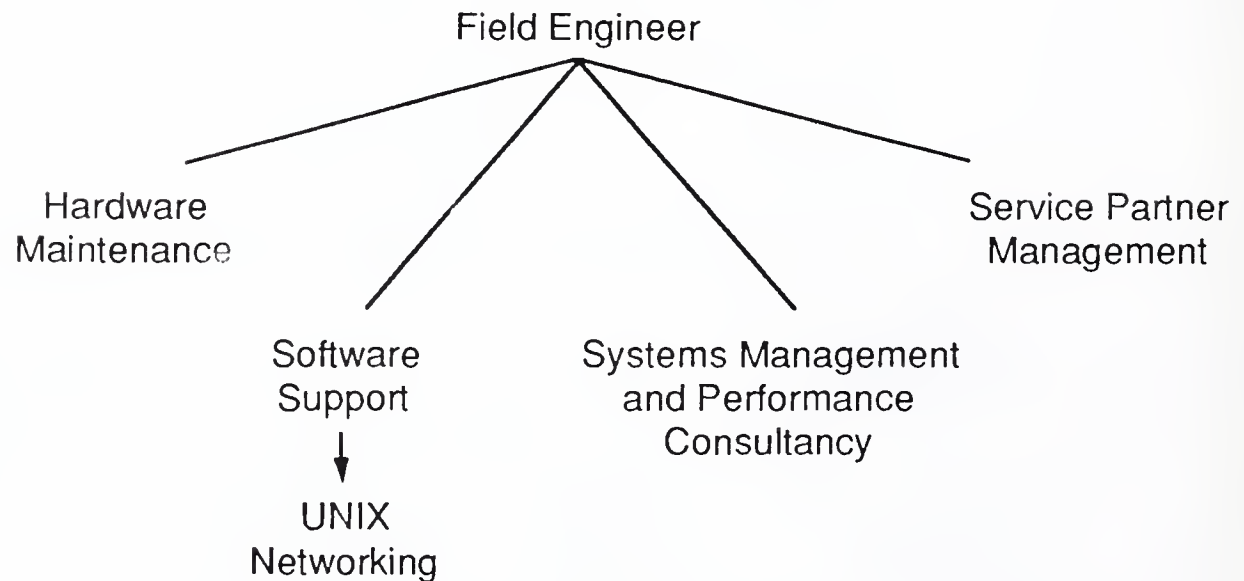 Field Engineer
Hardware
Maintenance
Service Partner
Management
Software
Support
Systems Management
and Performance
Consultancy
UNIX
Networking